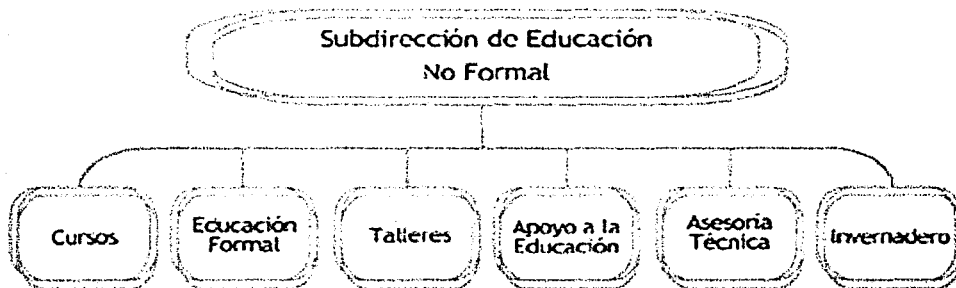 Subdirección de Educación
No Formal
Cursos
Educación
Formal
Talleres
Apoyo a la
Educación
Asesoría
Técnica
Invernadero